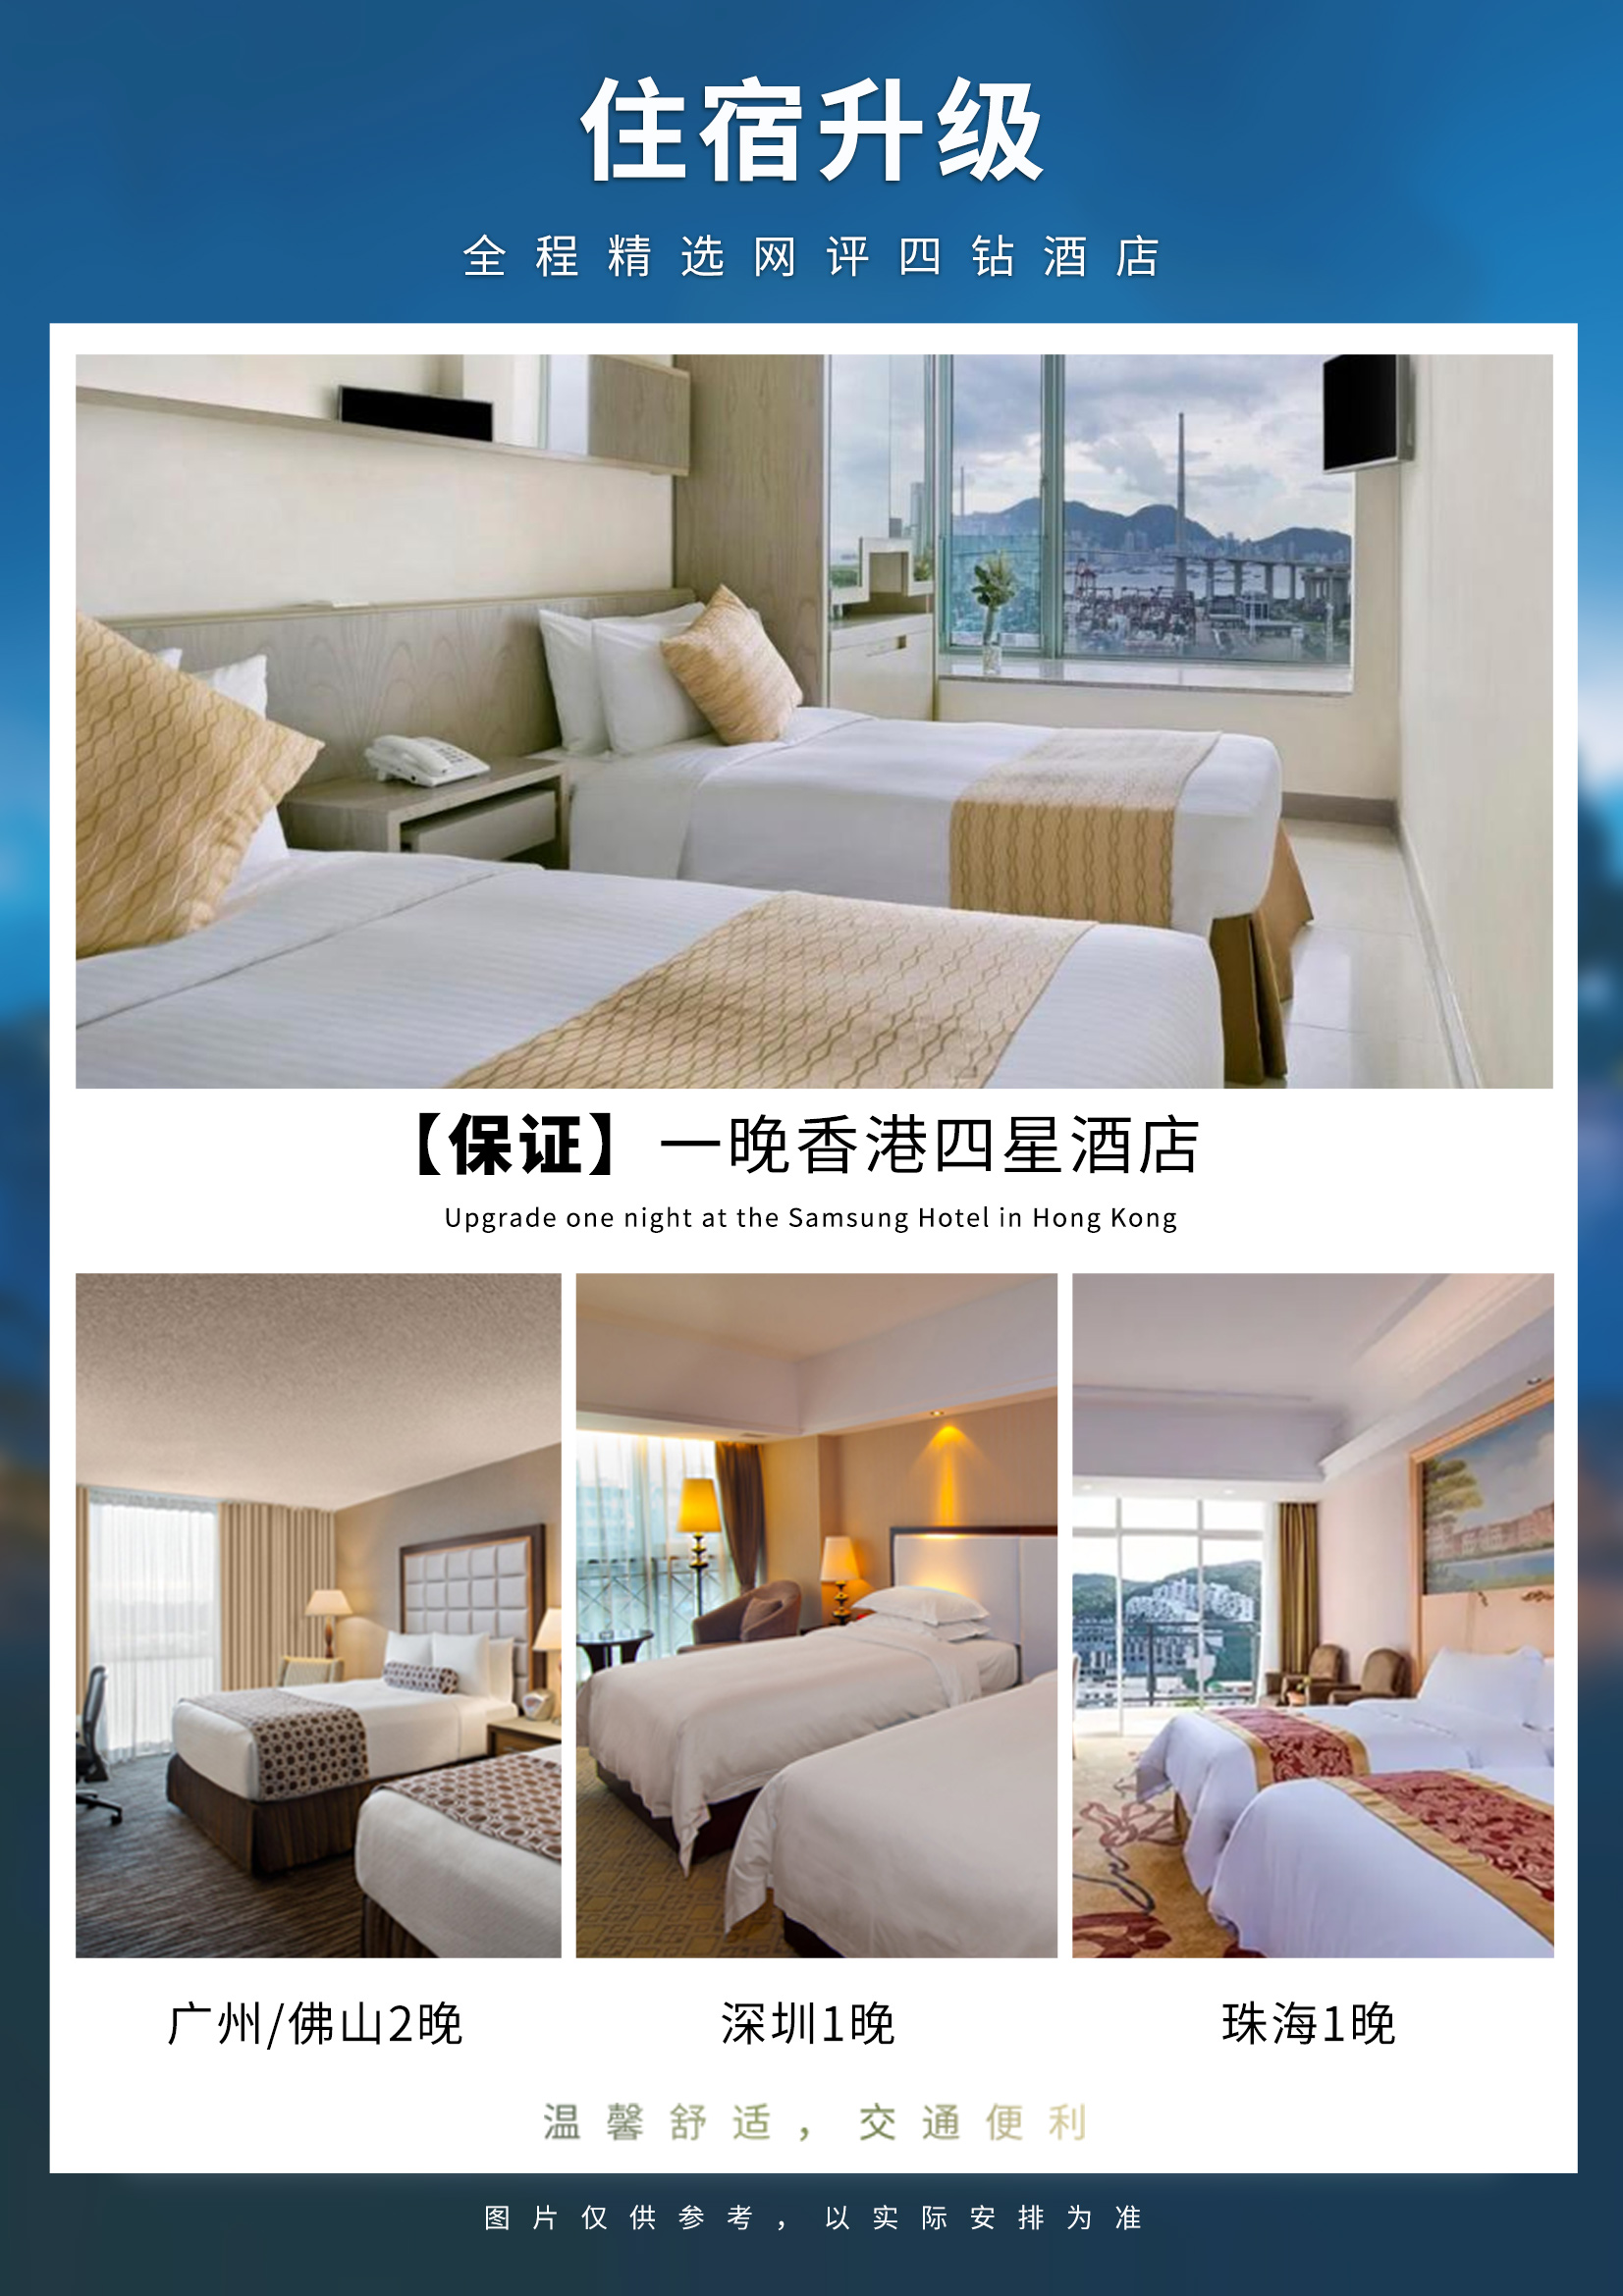 住宿升级
全程精选网评四钻酒店
【保证】一晚香港四星酒店
Upgrade one night at the Samsung Hotel in Hong Kong
广州/佛山2晚
深圳1晚
珠海1晚
温馨舒适，交通便利
图片仅供参考，以实际安排为准